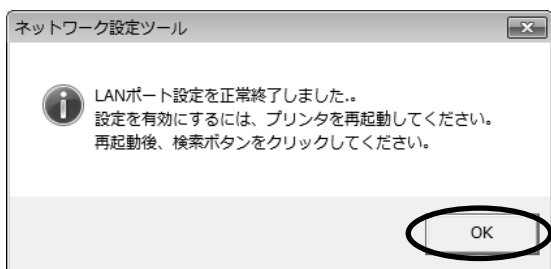 ネットワーク設定ツール
LANポート設定を正常終了しました.。
設定を有効にするには、プリンタを再起動してください。
再起動後、検索ボタンをクリックしてください。
OK